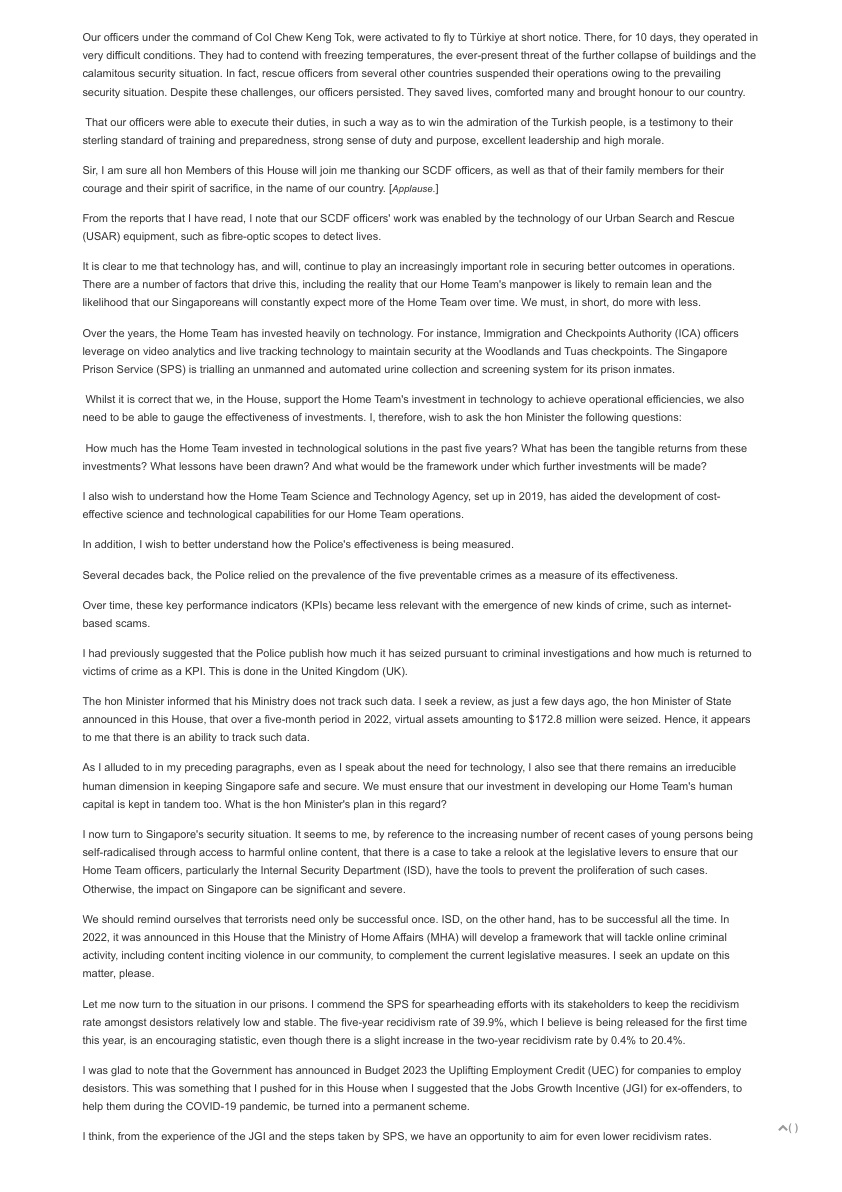 Our officers under the command of Col Chew Keng Tok, were activated to fly to Türkiye at short notice. There, for 10 days, they operated in
very difficult conditions. They had to contend with freezing temperatures, the ever-present threat of the further collapse of buildings and the
calamitous security situation. In fact, rescue officers from several other countries suspended their operations owing to the prevailing
security situation. Despite these challenges, our officers persisted. They saved lives, comforted many and brought honour to our country.
That our officers were able to execute their duties, in such a way as to win the admiration of the Turkish people, is a testimony to their
sterling standard of training and preparedness, strong sense of duty and purpose, excellent leadership and high morale.
Sir, I am sure all hon Members of this House will join me thanking our SCDF officers, as well as that of their family members for their
courage and their spirit of sacrifice, in the name of our country. [Applause.]
From the reports that I have read, I note that our SCDF officers' work was enabled by the technology of our Urban Search and Rescue
(USAR) equipment, such as fibre-optic scopes to detect lives.
It is clear to me that technology has, and will, continue to play an increasingly important role in securing better outcomes in operations.
There are a number of factors that drive this, including the reality that our Home Team's manpower is likely to remain lean and the
likelihood that our Singaporeans will constantly expect more of the Home Team over time. We must, in short, do more with less.
Over the years, the Home Team has invested heavily on technology. For instance, Immigration and Checkpoints Authority (ICA) officers
leverage on video analytics and live tracking technology to maintain security at the Woodlands and Tuas checkpoints. The Singapore
Prison Service (SPS) is trialling an unmanned and automated urine collection and screening system for its prison inmates.
Whilst it is correct that we, in the House, support the Home Team's investment in technology to achieve operational efficiencies, we also
need to be able to gauge the effectiveness of investments. I, therefore, wish to ask the hon Minister the following questions:
How much has the Home Team invested in technological solutions in the past five years? What has been the tangible returns from these
investments? What lessons have been drawn? And what would be the framework under which further investments will be made?
I also wish to understand how the Home Team Science and Technology Agency, set up in 2019, has aided the development of cost-
effective science and technological capabilities for our Home Team operations.
In addition, I wish to better understand how the Police's effectiveness is being measured.
Several decades back, the Police relied on the prevalence of the five preventable crimes as a measure of its effectiveness.
Over time, these key performance indicators (KPIs) became less relevant with the emergence of new kinds of crime, such as internet-
based scams.
I had previously suggested that the Police publish how much it has seized pursuant to criminal investigations and how much is returned to
victims of crime as a KPI. This is done in the United Kingdom (UK).
The hon Minister informed that his Ministry does not track such data. I seek a review, as just a few days ago, the hon Minister of State
announced in this House, that over a five-month period in 2022, virtual assets amounting to $172.8 million were seized. Hence, it appears
to me that there is an ability to track such data.
As I alluded to in my preceding paragraphs, even as I speak about the need for technology, I also see that there remains an irreducible
human dimension in keeping Singapore safe and secure. We must ensure that our investment in developing our Home Team's human
capital is kept in tandem too. What is the hon Minister's plan in this regard?
I now turn to Singapore's security situation. It seems to me, by reference to the increasing number of recent cases of young persons being
self-radicalised through access to harmful online content, that there is a case to take a relook at the legislative levers to ensure that our
Home Team officers, particularly the Internal Security Department (ISD), have the tools to prevent the proliferation of such cases.
Otherwise, the impact on Singapore can be significant and severe.
We should remind ourselves that terrorists need only be successful once. ISD, on the other hand, has to be successful all the time. In
2022, it was announced in this House that the Ministry of Home Affairs (MHA) will develop a framework that will tackle online criminal
activity, including content inciting violence in our community, to complement the current legislative measures. I seek an update on this
matter, please.
Let me now turn to the situation in our prisons. I commend the SPS for spearheading efforts with its stakeholders to keep the recidivism
rate amongst desistors relatively low and stable. The five-year recidivism rate of 39.9%, which I believe is being released for the first time
this year, is an encouraging statistic, even though there is a slight increase in the two-year recidivism rate by 0.4% to 20.4%.
I was glad to note that the Government has announced in Budget 2023 the Uplifting Employment Credit (UEC) for companies to employ
desistors. This was something that I pushed for in this House when I suggested that the Jobs Growth Incentive (JGI) for ex-offenders, to
help them during the COVID-19 pandemic, be turned into a permanent scheme.
I think, from the experience of the JGI and the steps taken by SPS, we have an opportunity to aim for even lower recidivism rates.
( )